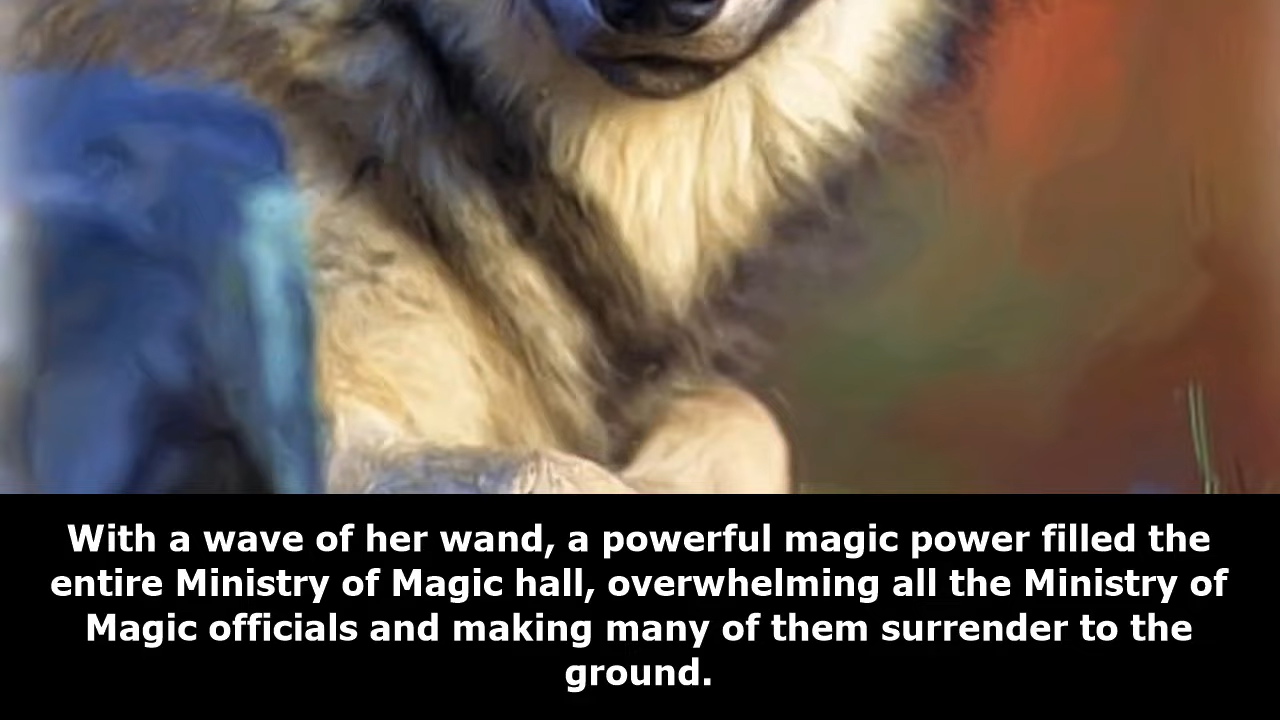 With a wave of her wand, a powerful magic power filled the
entire Ministry of Magic hall, overwhelming all the Ministry of
Magic officials and making many of them surrender to the
ground.